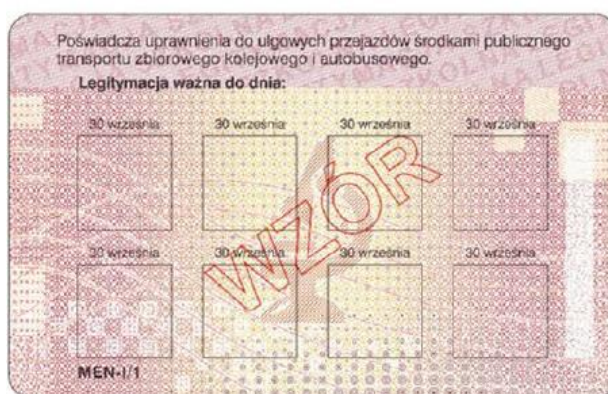 Poświadcza uprawnienia do ulgowych przejazdów środkami publicznego
transportu zbiorowego kolejowego i autobusowego.
Legitymacja ważna do dnia:
30 września 30 września 30 września 30 września
WZÓR
30 września 30 września 30 września 30 września
MEN-I/1